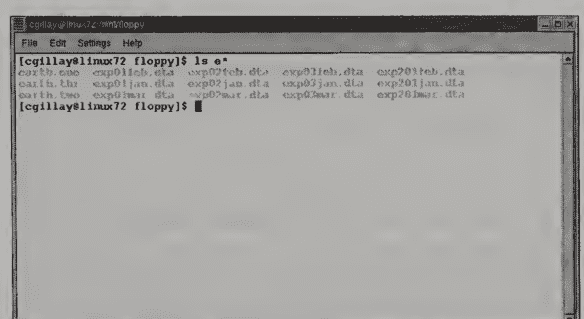 cgillay@linux72: /mnt/floppy
File Edit Settings Help
[cgillay@linux72 floppy]$ ls e*
earth.one exp01feb.dta exp02feb.dta exp03feb.dta exp201feb.dta
earth.thr exp01jan.dta exp02jan.dta exp03jan.dta exp201jan.dta
earth.two exp01mar.dta exp02mar.dta exp03mar.dta exp201mar.dta
[cgillay@linux72 floppy]$